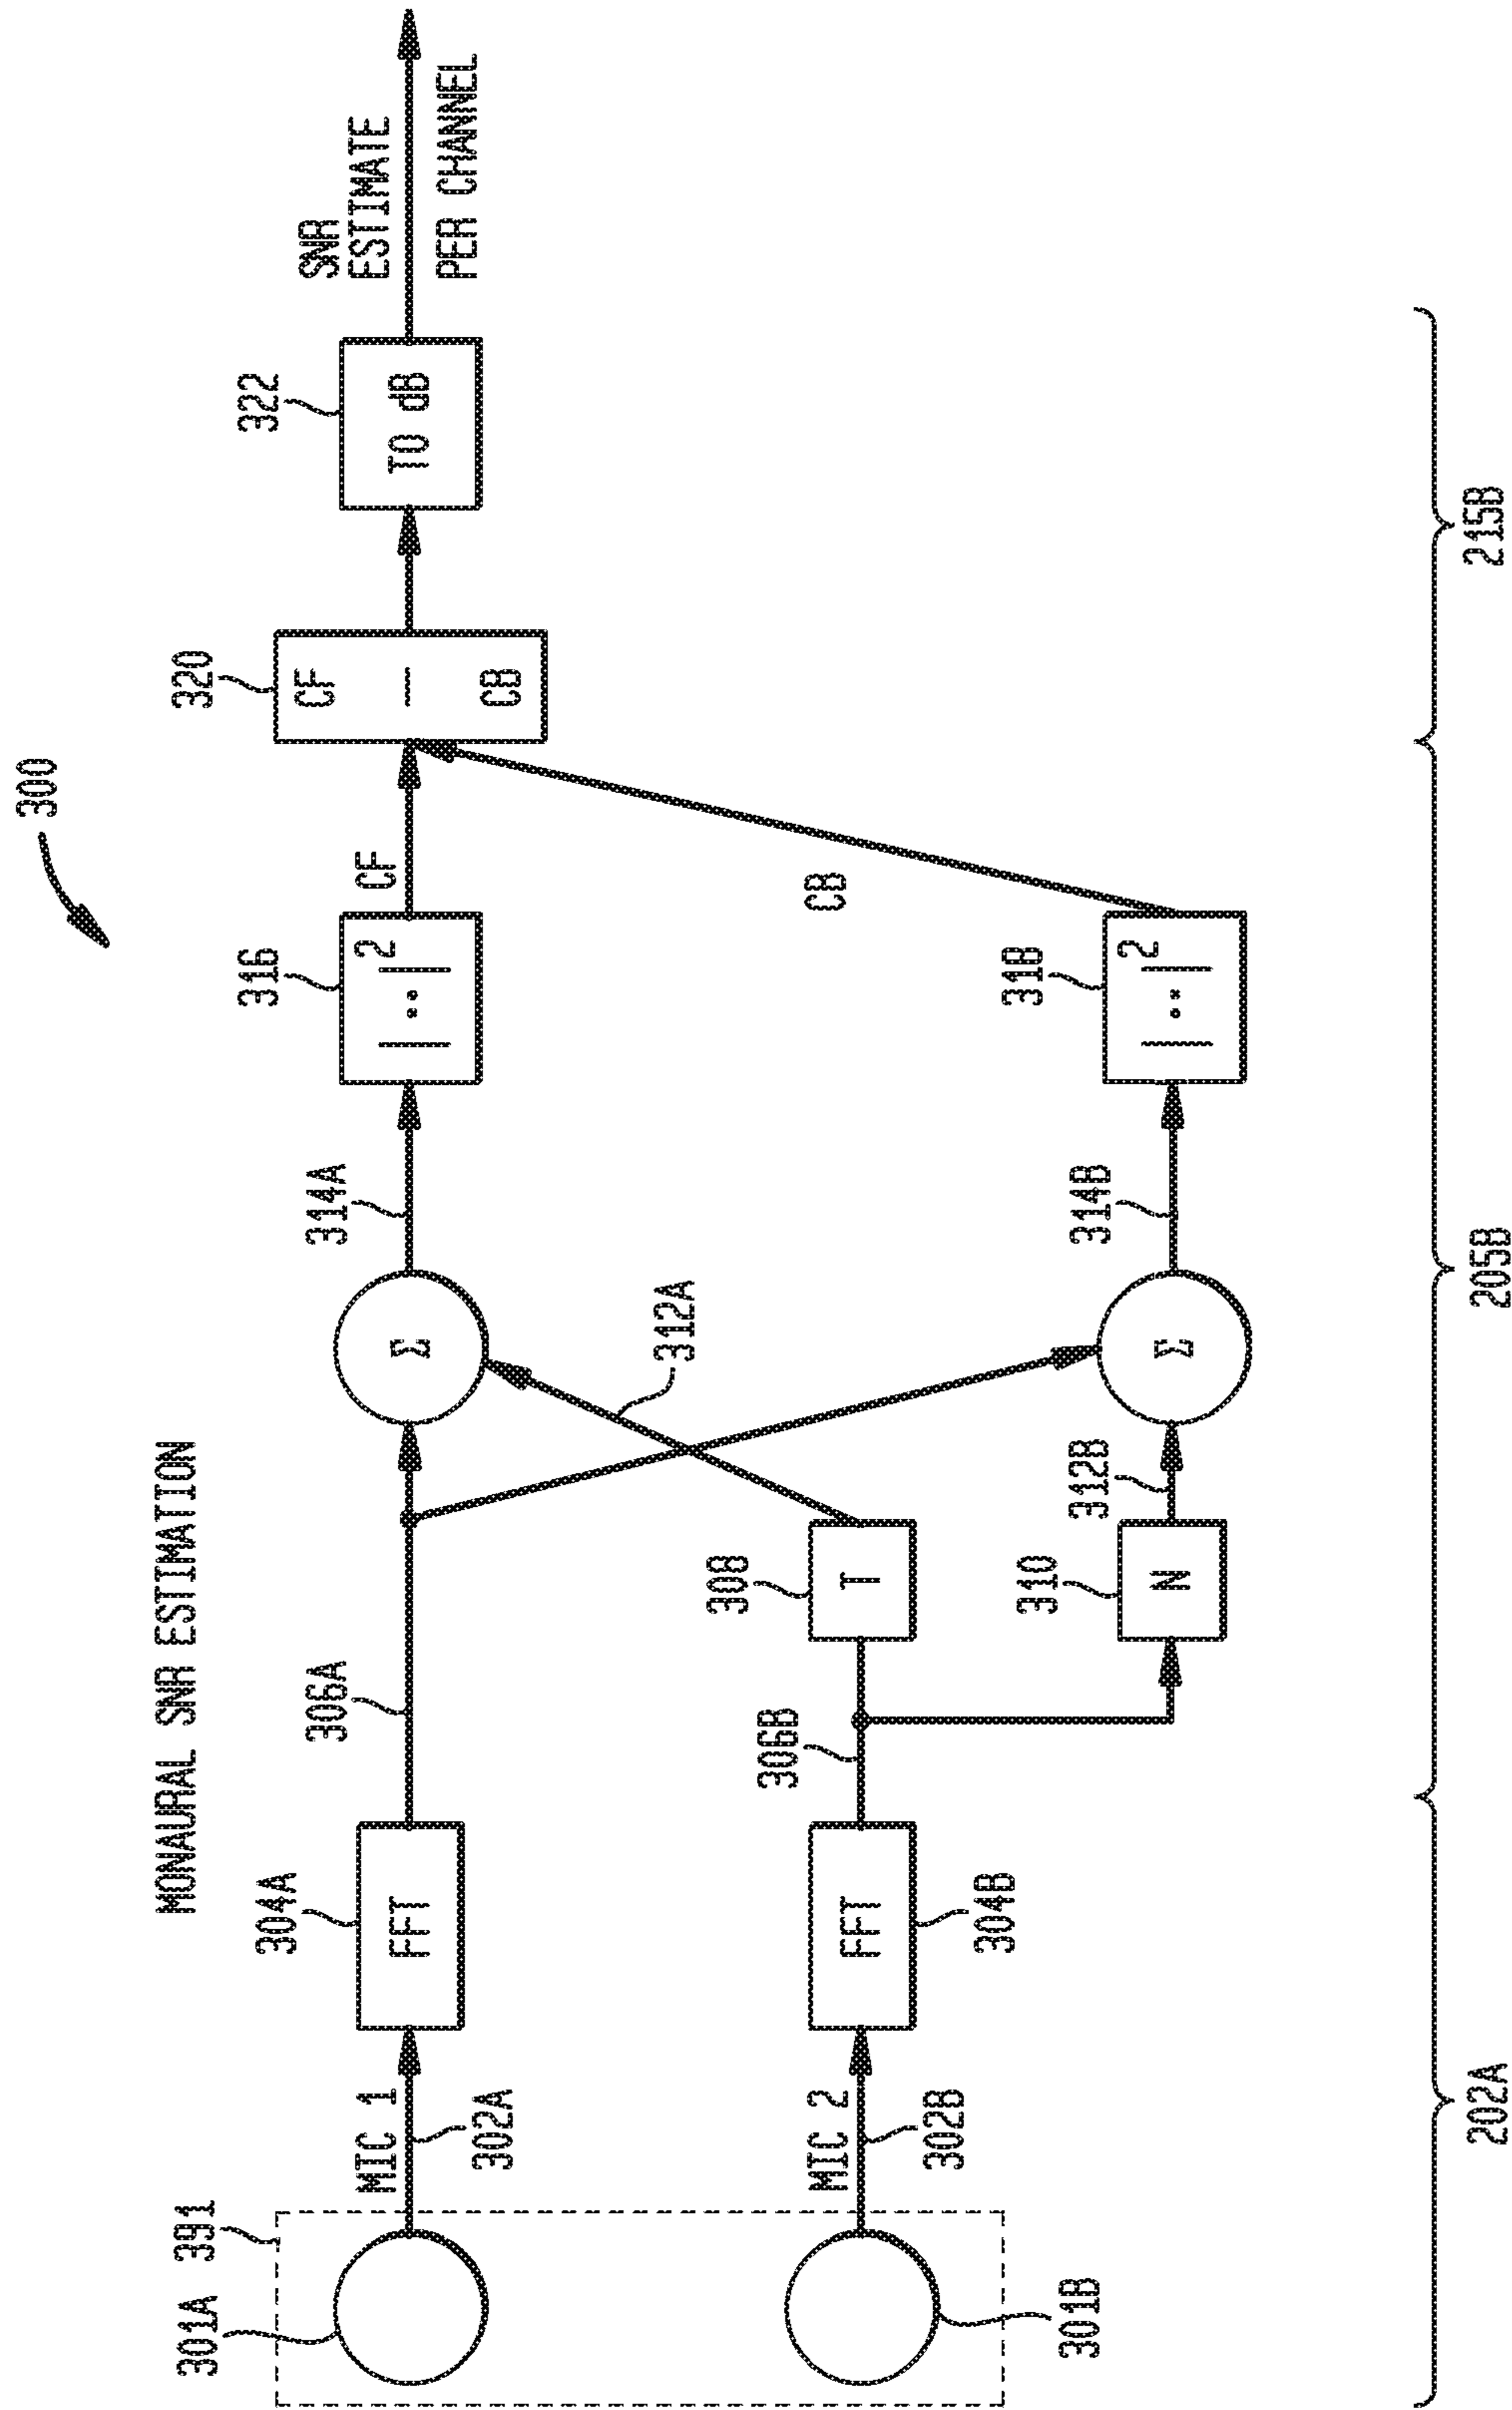 300
MONAURAL SNR ESTIMATION
301A
391
320
304A
316
322
306A
314A
SNR
ESTIMATE
MIC 1
CF
FFT
Σ
|··|²
CF
—
CB
TO dB
PER CHANNEL
302A
312A
308
306B
MIC 2
CB
FFT
T
302B
304B
310
318
312B
314B
301B
N
Σ
|··|²
202A
205B
215B